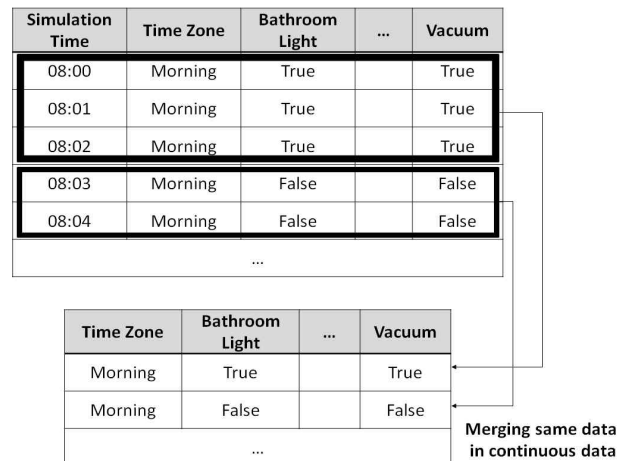 Simulation Time Time Zone Bathroom Light ... Vacuum
08:00 Morning True True
08:01 Morning True True
08:02 Morning True True
08:03 Morning False False
08:04 Morning False False
...
Time Zone Bathroom Light ... Vacuum
Morning True True
Morning False False
...
Merging same data
in continuous data